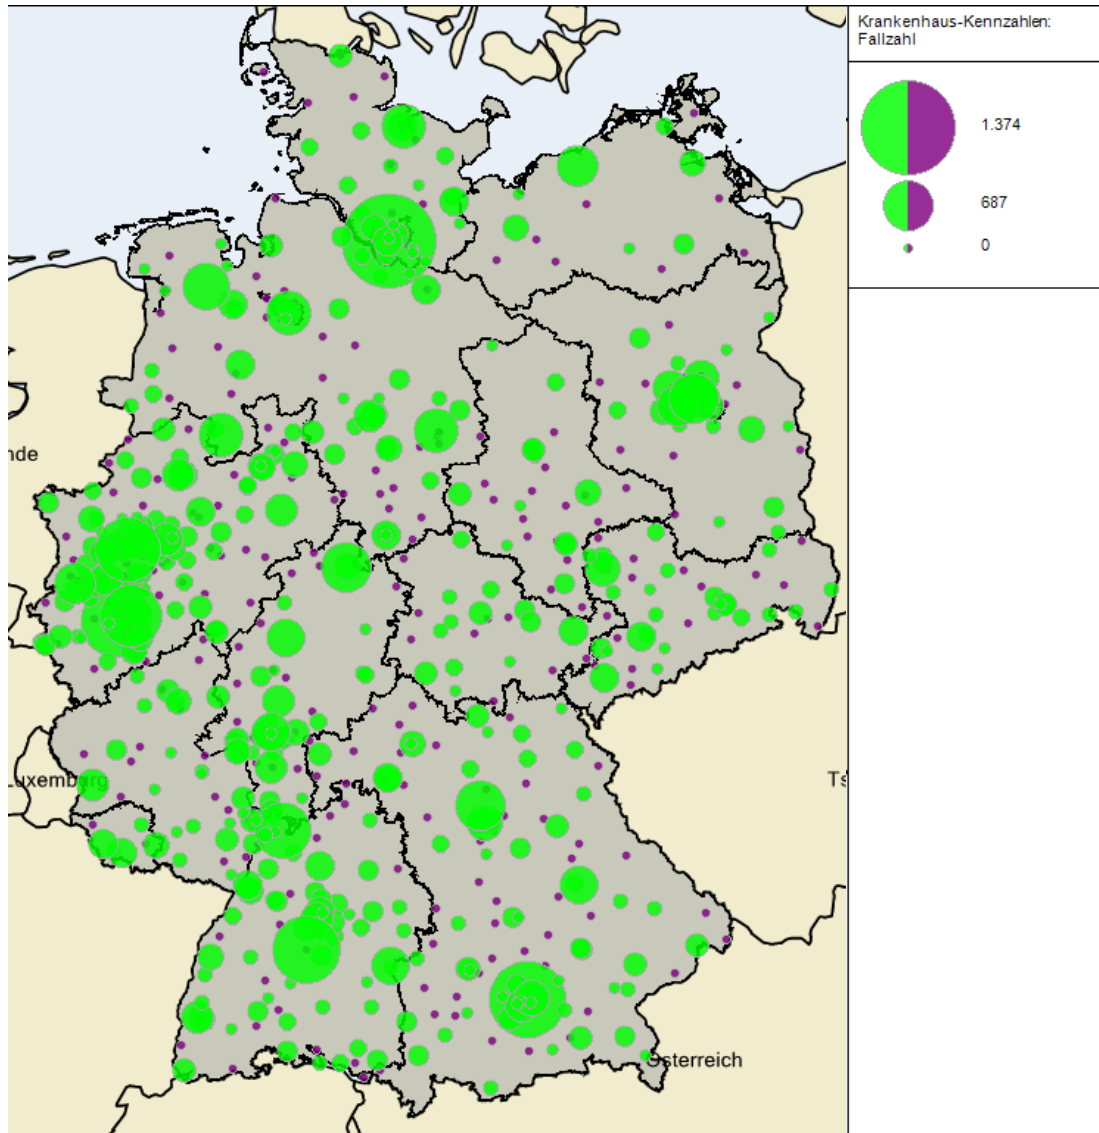 Krankenhaus-Kennzahlen:
Fallzahl
1.374
687
0
nde
Luxemburg
Ts
Österreich